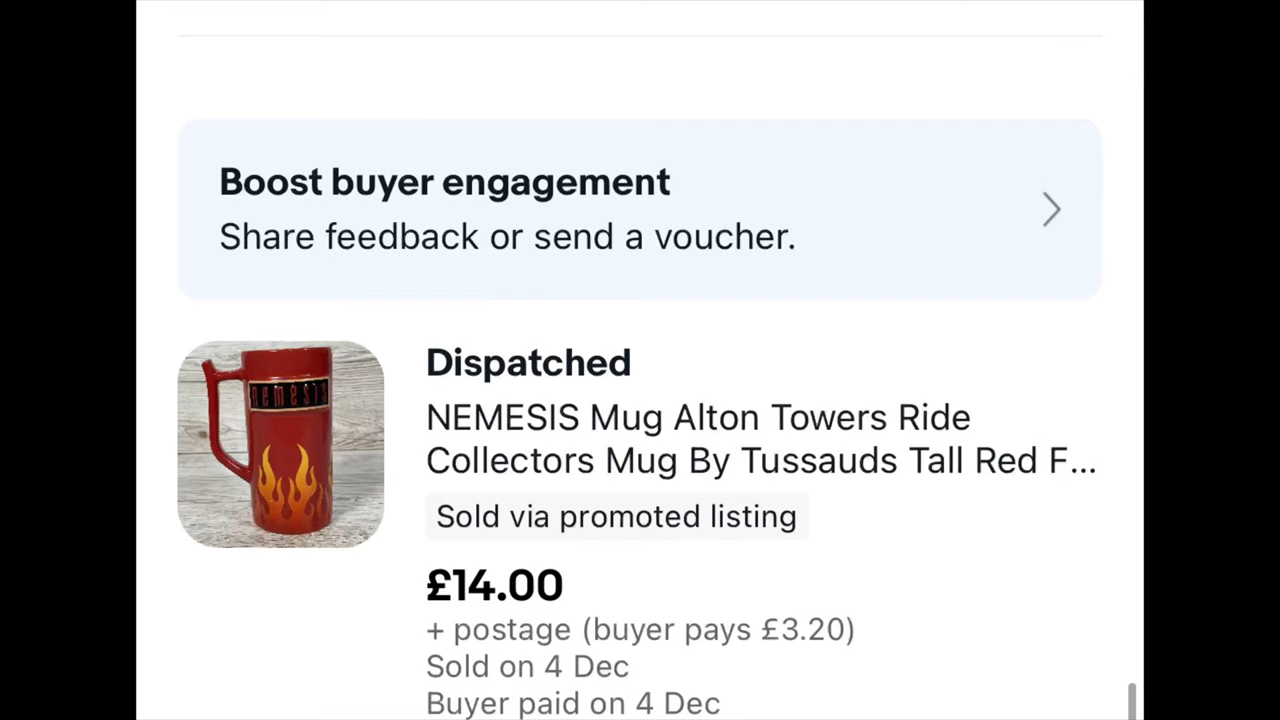 Boost buyer engagement
Share feedback or send a voucher.
nemesis
Dispatched
NEMESIS Mug Alton Towers Ride
Collectors Mug By Tussauds Tall Red F...
Sold via promoted listing
£14.00
+ postage (buyer pays £3.20)
Sold on 4 Dec
Buyer paid on 4 Dec